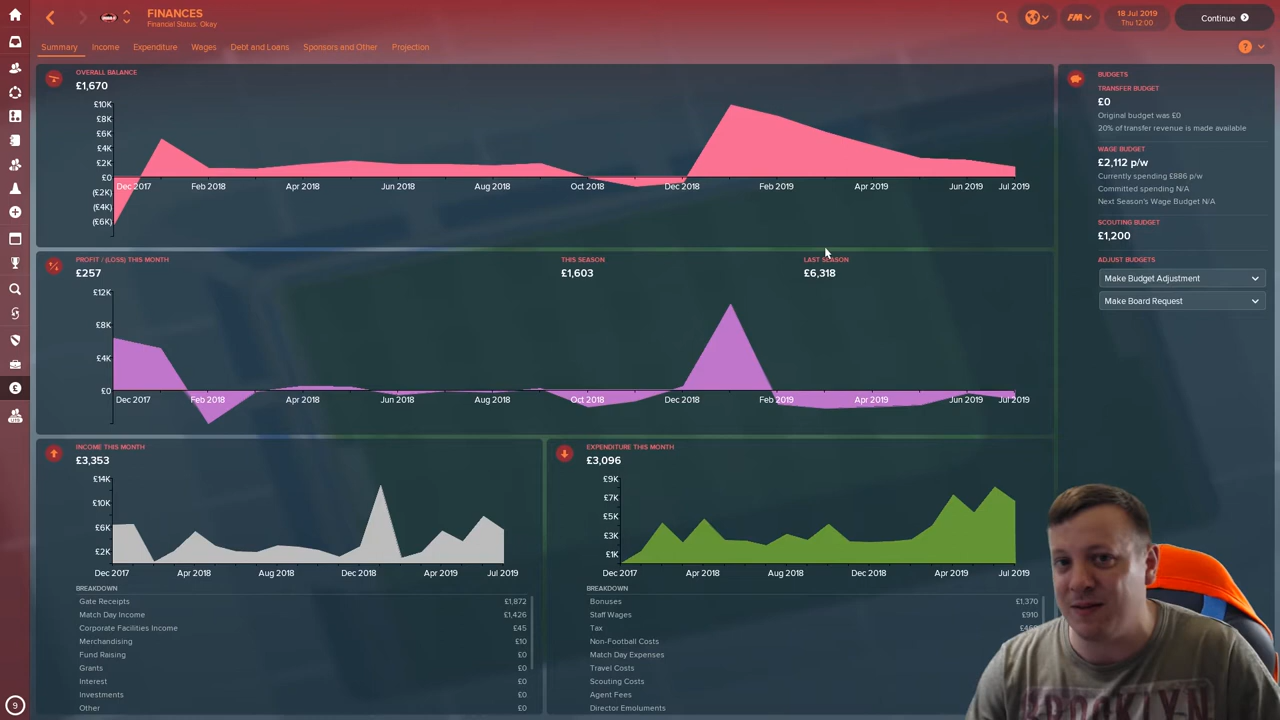 FINANCES
Financial Status: Okay
FM
18 Jul 2019
Thu 12:00
Continue
Summary
Income
Expenditure
Wages
Debt and Loans
Sponsors and Other
Projection
?
OVERALL BALANCE
£1,670
£10K
£8K
£6K
£4K
£2K
£0
(£2K)
(£4K)
(£6K)
Dec 2017 Feb 2018 Apr 2018 Jun 2018 Aug 2018 Oct 2018 Dec 2018 Feb 2019 Apr 2019 Jun 2019 Jul 2019
PROFIT / (LOSS) THIS MONTH
£257
THIS SEASON
£1,603
LAST SEASON
£6,318
£12K
£8K
£4K
£0
Dec 2017 Feb 2018 Apr 2018 Jun 2018 Aug 2018 Oct 2018 Dec 2018 Feb 2019 Apr 2019 Jun 2019 Jul 2019
INCOME THIS MONTH
£3,353
£14K
£10K
£6K
£2K
Dec 2017 Apr 2018 Aug 2018 Dec 2018 Apr 2019 Jul 2019
BREAKDOWN
Gate Receipts £1,872
Match Day Income £1,426
Corporate Facilities Income £45
Merchandising £10
Fund Raising £0
Grants £0
Interest £0
Investments £0
Other £0
EXPENDITURE THIS MONTH
£3,096
£9K
£7K
£5K
£3K
£1K
Dec 2017 Apr 2018 Aug 2018 Dec 2018 Apr 2019 Jul 2019
BREAKDOWN
Bonuses £1,370
Staff Wages £910
Tax
Non-Football Costs
Match Day Expenses
Travel Costs
Scouting Costs
Agent Fees
Director Emoluments
BUDGETS
TRANSFER BUDGET
£0
Original budget was £0
20% of transfer revenue is made available
WAGE BUDGET
£2,112 p/w
Currently spending £886 p/w
Committed spending N/A
Next Season's Wage Budget N/A
SCOUTING BUDGET
£1,200
ADJUST BUDGETS
Make Budget Adjustment
Make Board Request
9
BROOKLYN